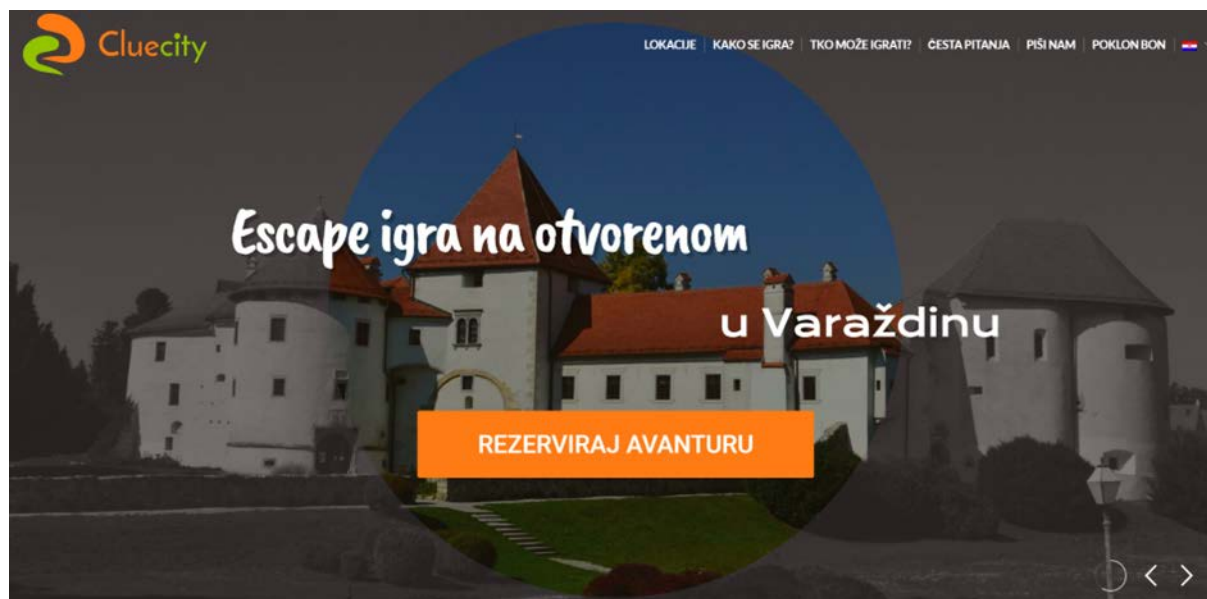 Cluecity
LOKACIJE KAKO SE IGRA? TKO MOŽE IGRATI? ČESTA PITANJA PIŠI NAM POKLON BON
Escape igra na otvorenom
u Varaždinu
REZERVIRAJ AVANTURU